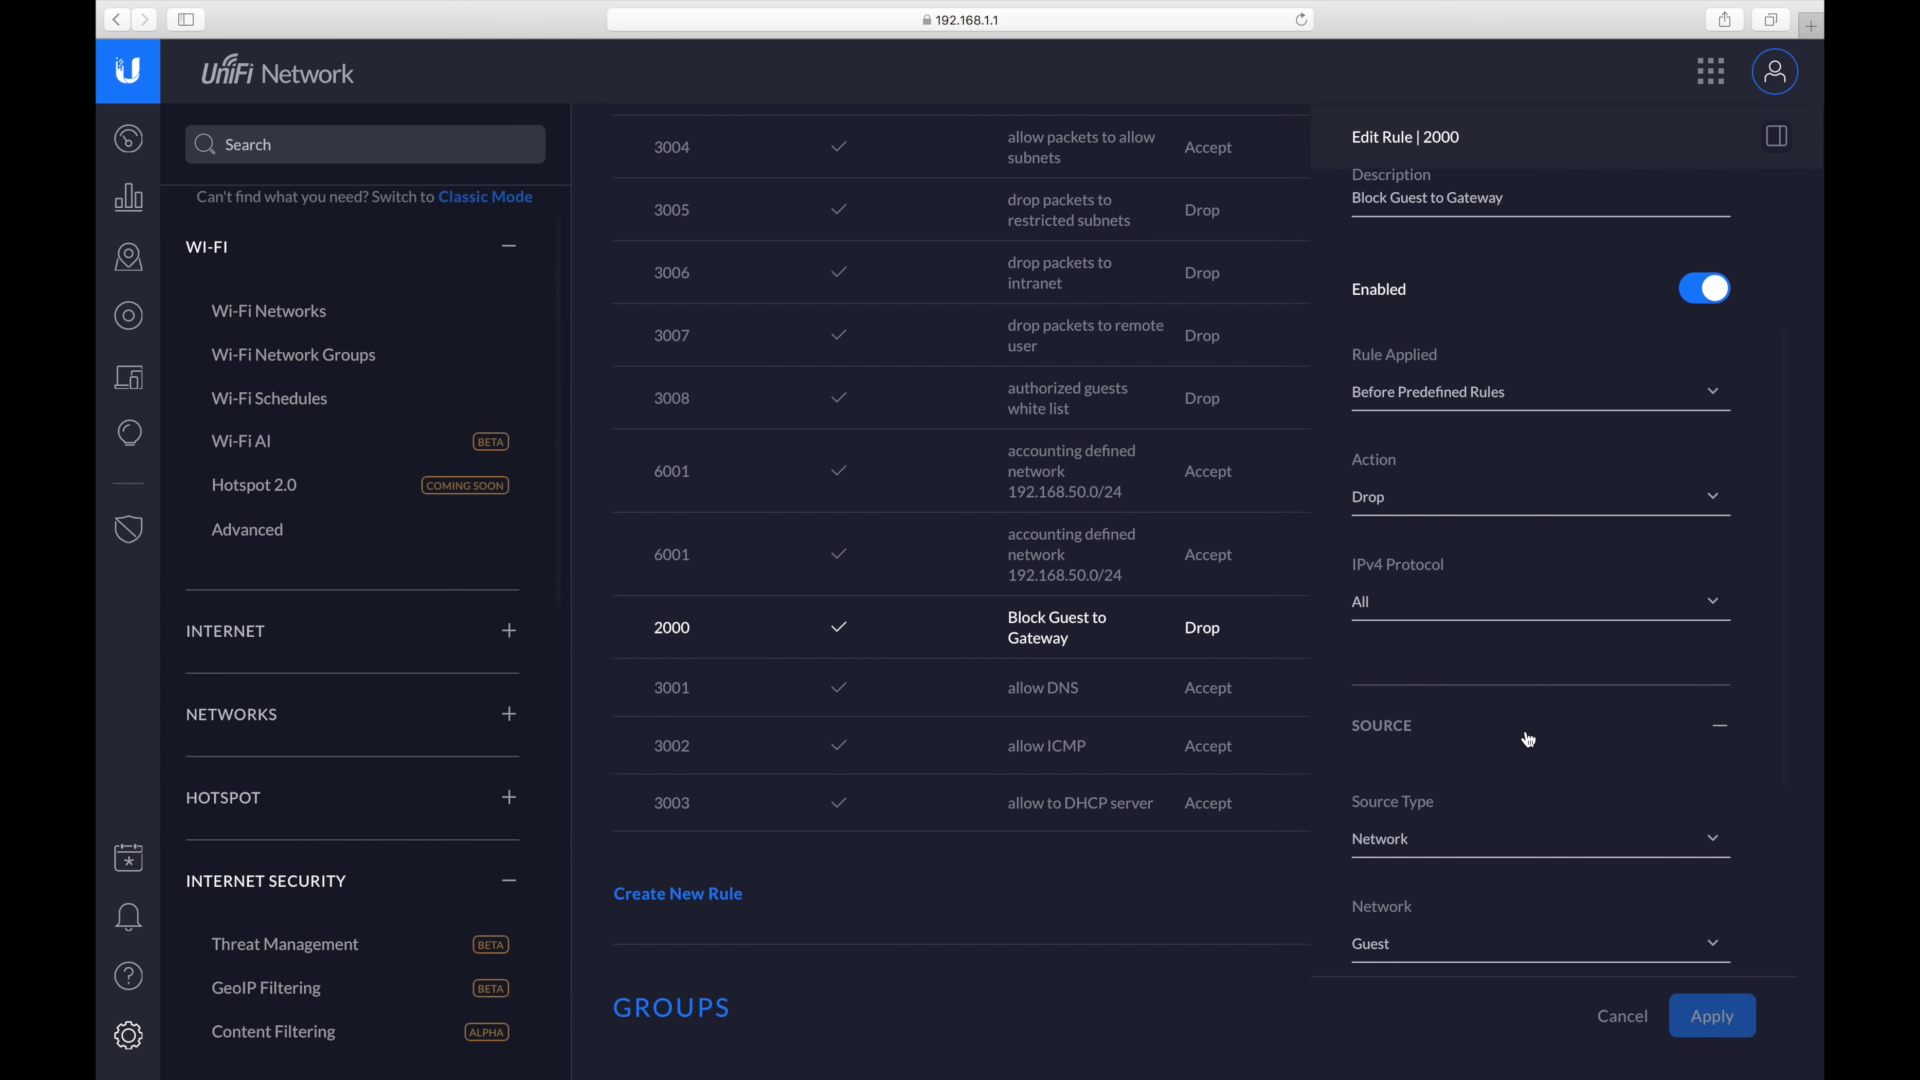 192.168.1.1
UniFi Network
Search
Can't find what you need? Switch to Classic Mode
WI-FI
Wi-Fi Networks
Wi-Fi Network Groups
Wi-Fi Schedules
Wi-Fi AI BETA
Hotspot 2.0 COMING SOON
Advanced
INTERNET
NETWORKS
HOTSPOT
INTERNET SECURITY
Threat Management BETA
GeoIP Filtering BETA
Content Filtering ALPHA
3004 allow packets to allow Accept
subnets
3005 drop packets to Drop
restricted subnets
3006 drop packets to Drop
intranet
3007 drop packets to remote Drop
user
3008 authorized guests Drop
white list
accounting defined
6001 network Accept
192.168.50.0/24
accounting defined
6001 network Accept
192.168.50.0/24
2000 Block Guest to Drop
Gateway
3001 allow DNS Accept
3002 allow ICMP Accept
3003 allow to DHCP server Accept
Create New Rule
GROUPS
Edit Rule | 2000
Description
Block Guest to Gateway
Enabled
Rule Applied
Before Predefined Rules
Action
Drop
IPv4 Protocol
All
SOURCE
Source Type
Network
Network
Guest
Cancel Apply